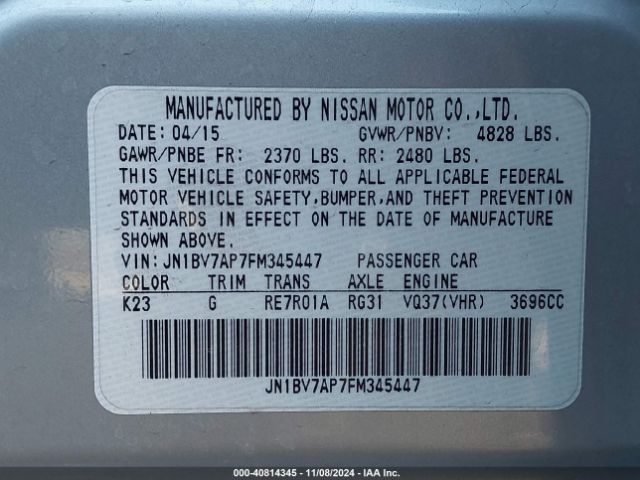 MANUFACTURED BY NISSAN MOTOR CO.,LTD.
DATE: 04/15 GVWR/PNBV: 4828 LBS.
GAWR/PNBE FR: 2370 LBS. RR: 2480 LBS.
THIS VEHICLE CONFORMS TO ALL APPLICABLE FEDERAL
MOTOR VEHICLE SAFETY,BUMPER,AND THEFT PREVENTION
STANDARDS IN EFFECT ON THE DATE OF MANUFACTURE
SHOWN ABOVE.
VIN:JN1BV7AP7FM345447 PASSENGER CAR
COLOR TRIM TRANS AXLE ENGINE
K23 G RE7R01A RG31 VQ37(VHR) 3696CC
JN1BV7AP7FM345447
000-40814345 - 11/08/2024 - IAA